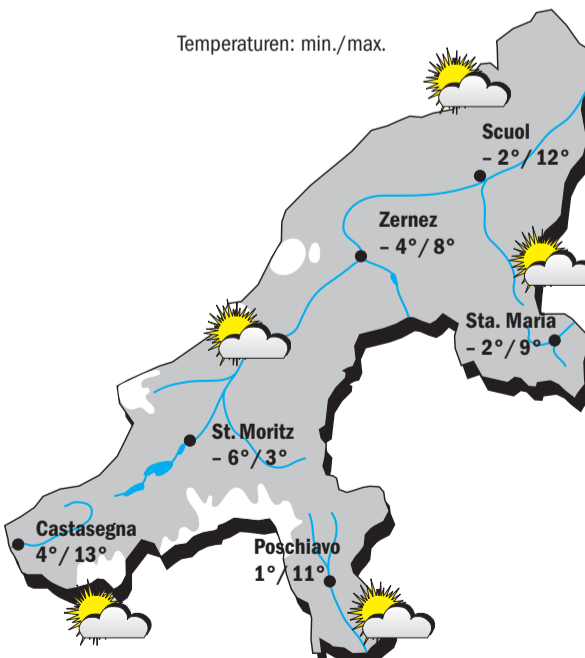 Temperaturen: min./max.
Scuol
– 2°/ 12°
Zernez
– 4°/ 8°
Sta. Maria
– 2°/ 9°
St. Moritz
– 6°/ 3°
Castasegna
4°/ 13°
Poschiavo
1°/ 11°